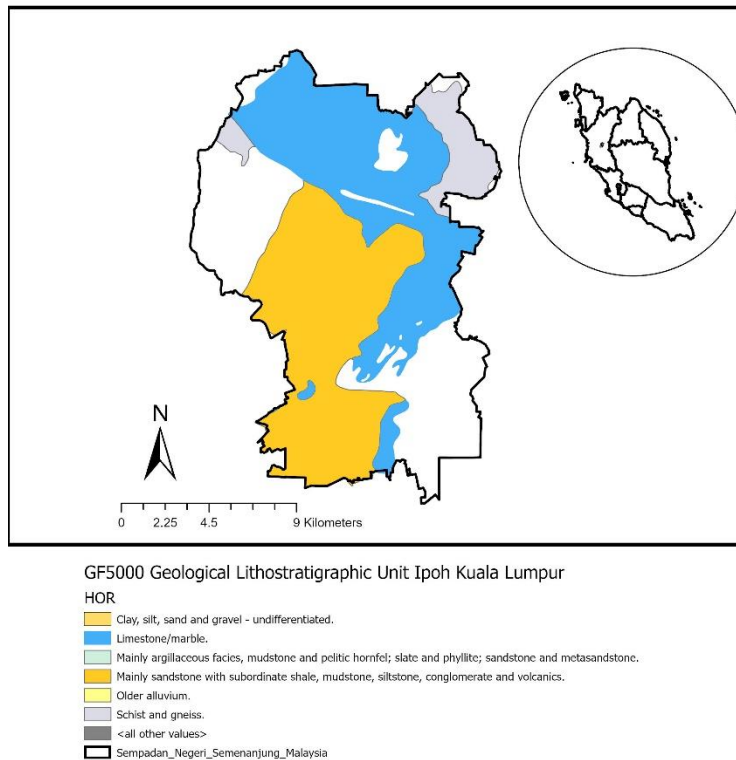 N
0 2.25 4.5 9 Kilometers
GF5000 Geological Lithostratigraphic Unit Ipoh Kuala Lumpur
HOR
Clay, silt, sand and gravel - undifferentiated.
Limestone/marble.
Mainly argillaceous facies, mudstone and pelitic hornfel; slate and phyllite; sandstone and metasandstone.
Mainly sandstone with subordinate shale, mudstone, siltstone, conglomerate and volcanics.
Older alluvium.
Schist and gneiss.
<all other values>
Sempadan_Negeri_Semenanjung_Malaysia